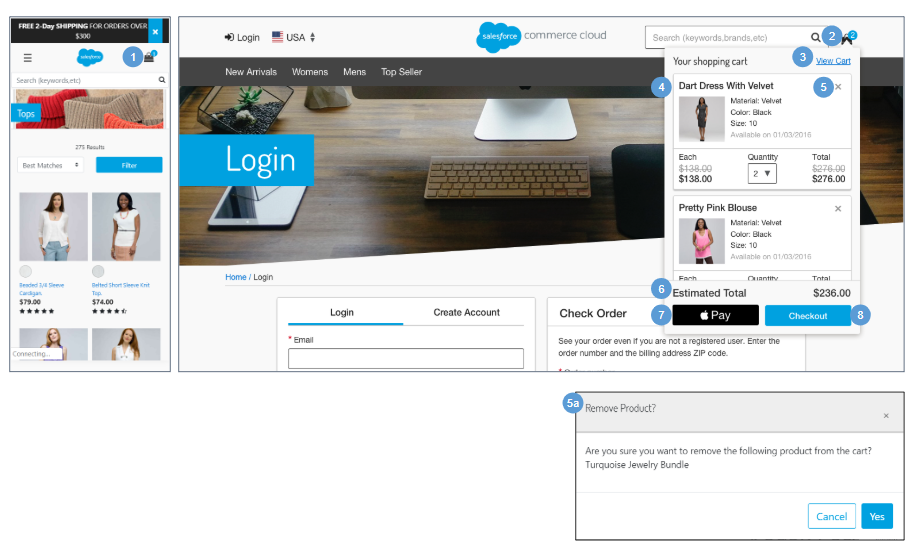 FREE 2-Day SHIPPING FOR ORDERS OVER
$300
×
salesforce
1
Search (keywords,etc)
Tops
275 Results
Best Matches
Filter
Beaded 3/4 Sleeve
Cardigan.
$79.00
Belted Short Sleeve Knit
Top.
$74.00
Connecting...
Login
USA
salesforce commerce cloud
Search (keywords,brands,etc)
2
2
New Arrivals Womens Mens Top Seller
Login
Home / Login
Login
Create Account
* Email
Check Order
See your order even if you are not a registered user. Enter the
order number and the billing address ZIP code.
Your shopping cart
3
View Cart
4
Dart Dress With Velvet
5
×
Material: Velvet
Color: Black
Size: 10
Available on 01/03/2016
Each Quantity Total
$138.00 $276.00
$138.00 2 $276.00
Pretty Pink Blouse
×
Material: Velvet
Color: Black
Size: 10
Available on 01/03/2016
Each Quantity Total
6
Estimated Total $236.00
7
Pay
Checkout
8
5a
Remove Product?
×
Are you sure you want to remove the following product from the cart?
Turquoise Jewelry Bundle
Cancel
Yes